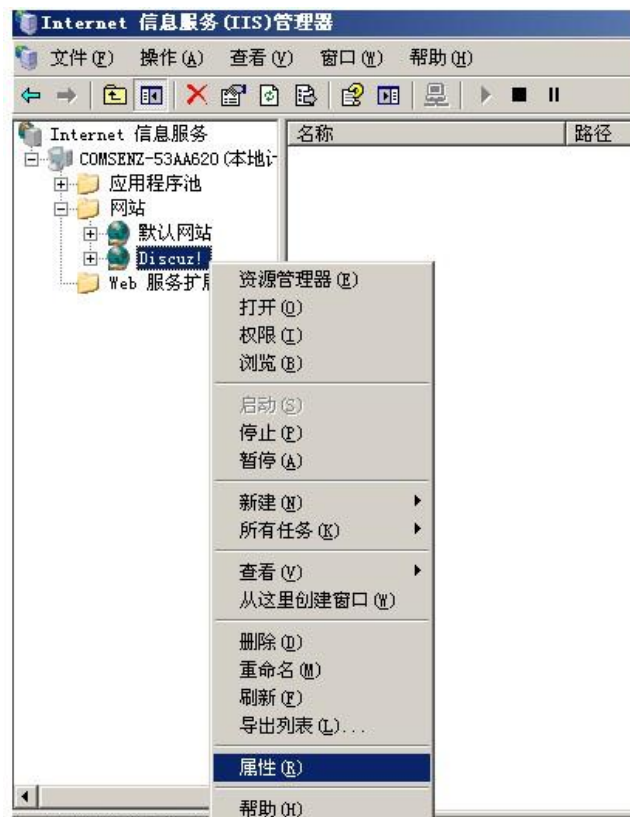 Internet 信息服务(IIS)管理器
文件(F) 操作(A) 查看(V) 窗口(W) 帮助(H)
Internet 信息服务
名称 路径
COMSENZ-53AA620(本地计
应用程序池
网站
默认网站
Discuz!
Web 服务扩展
资源管理器(E)
打开(O)
权限(I)
浏览(B)
启动(S)
停止(P)
暂停(A)
新建(N)
所有任务(K)
查看(V)
从这里创建窗口(W)
删除(D)
重命名(M)
刷新(F)
导出列表(L)...
属性(R)
帮助(H)